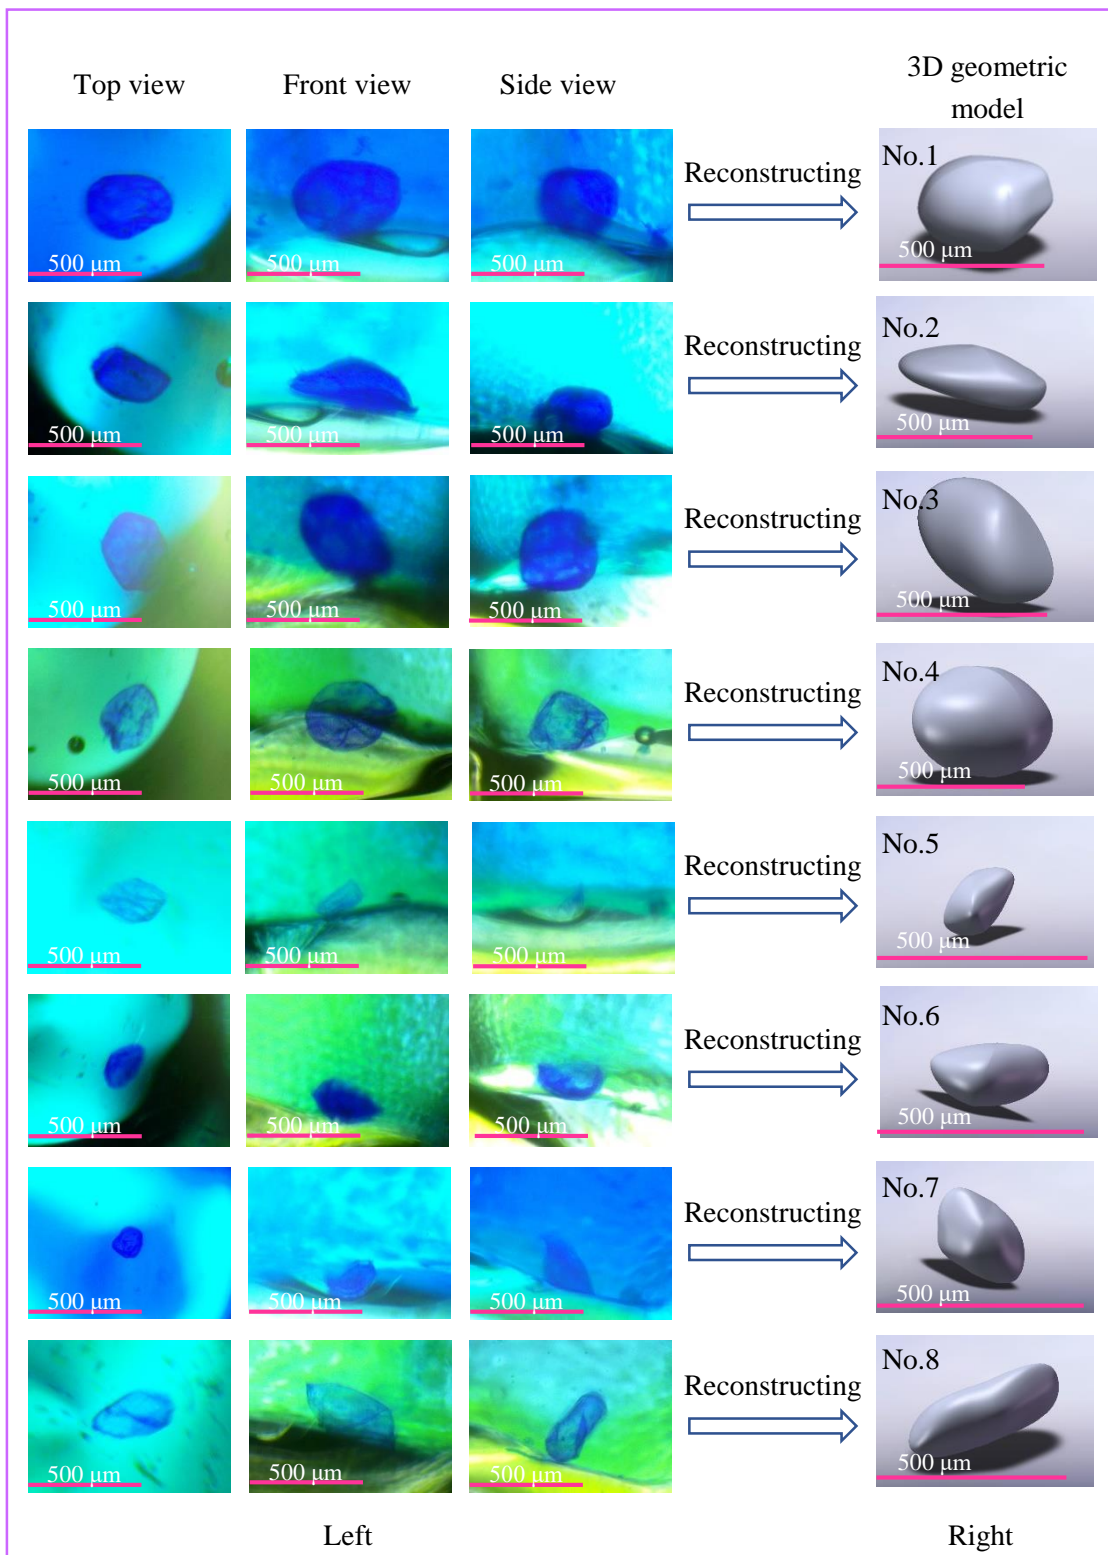 Top view
Front view
Side view
3D geometric
model
500 μm
500 μm
500 μm
Reconstructing
No.1
500 μm
500 μm
500 μm
500 μm
Reconstructing
No.2
500 μm
500 μm
500 μm
500 μm
Reconstructing
No.3
500 μm
500 μm
500 μm
500 μm
Reconstructing
No.4
500 μm
500 μm
500 μm
500 μm
Reconstructing
No.5
500 μm
500 μm
500 μm
500 μm
Reconstructing
No.6
500 μm
500 μm
500 μm
500 μm
Reconstructing
No.7
500 μm
500 μm
500 μm
500 μm
Reconstructing
No.8
500 μm
Left
Right